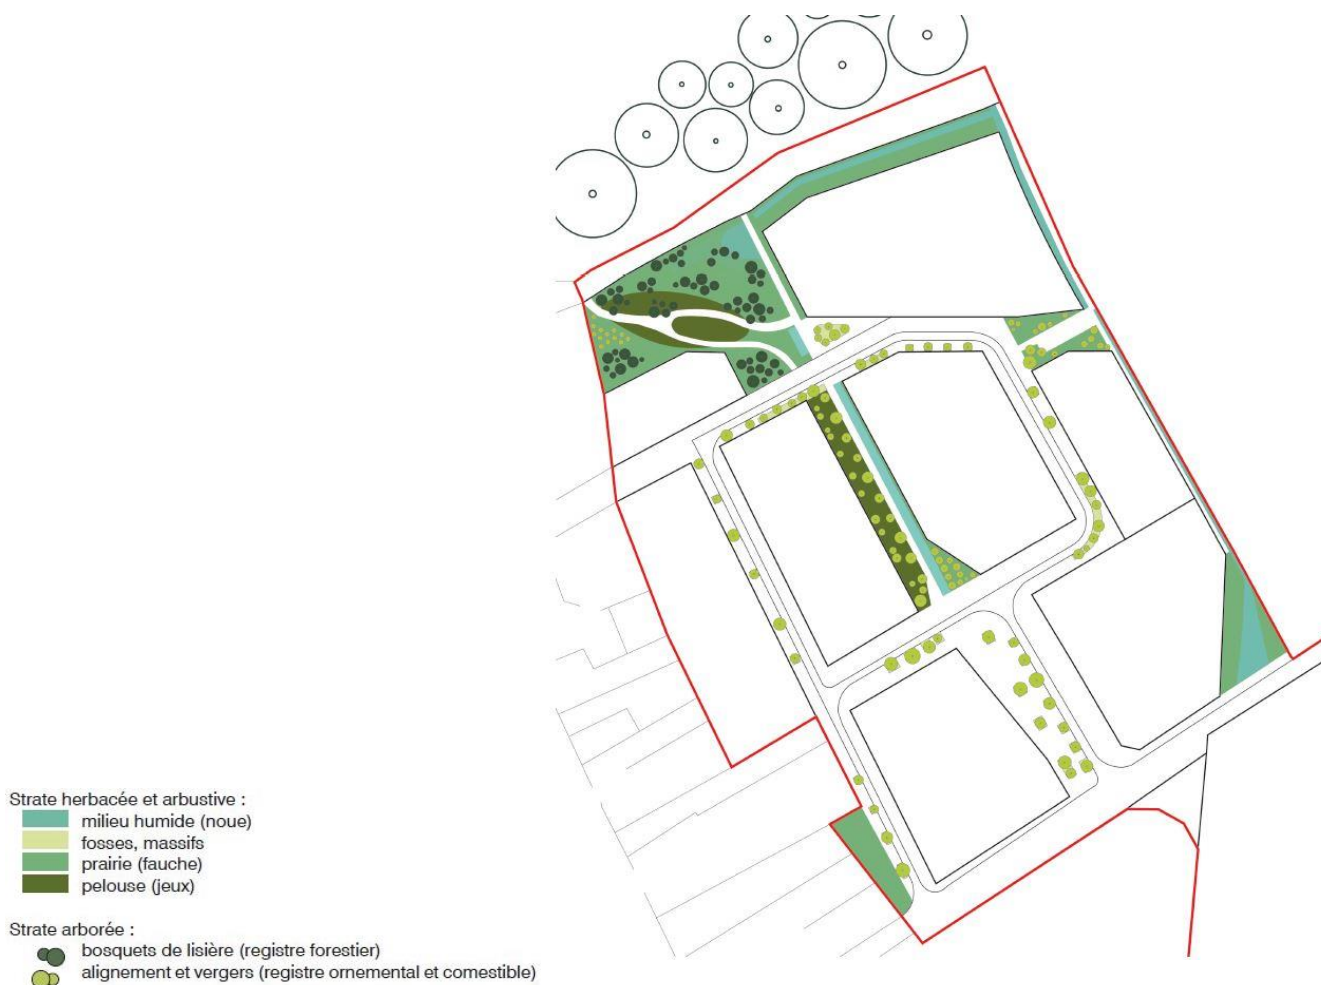 Strate herbacée et arbustive :
milieu humide (noue)
fosses, massifs
prairie (fauche)
pelouse (jeux)
Strate arborée :
bosquets de lisière (registre forestier)
alignement et vergers (registre ornemental et comestible)